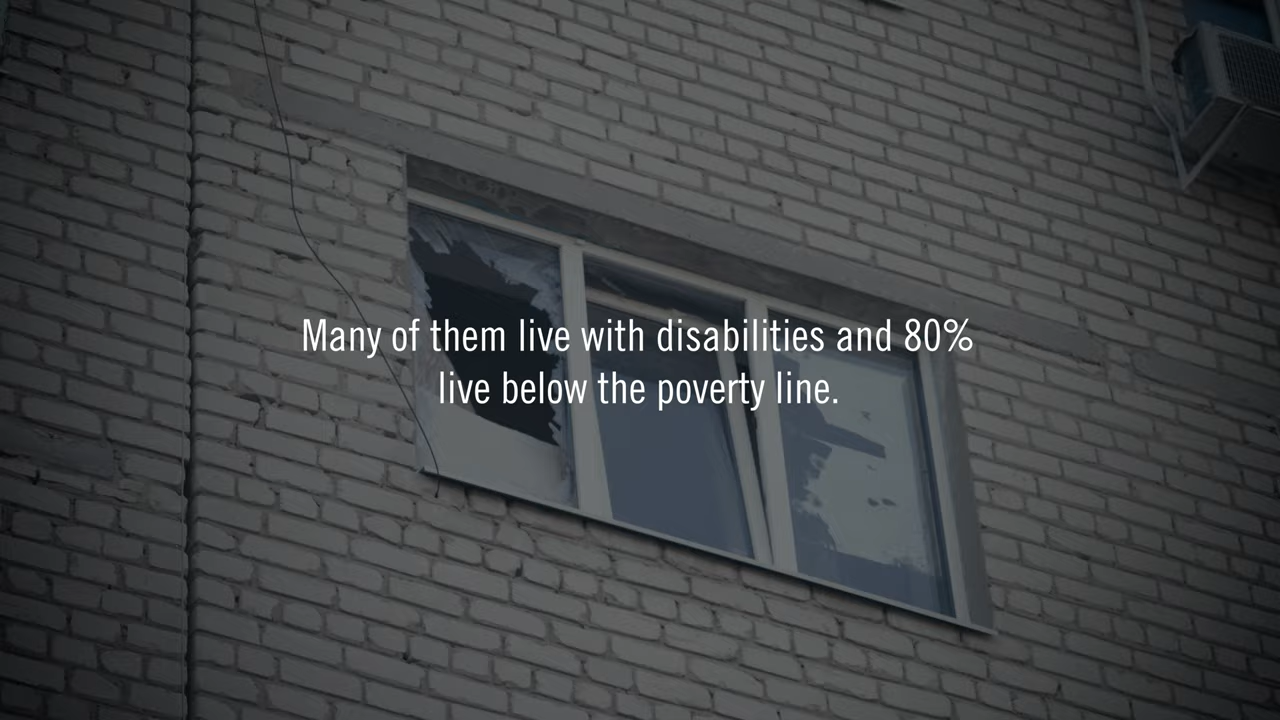 Many of them live with disabilities and 80%
live below the poverty line.